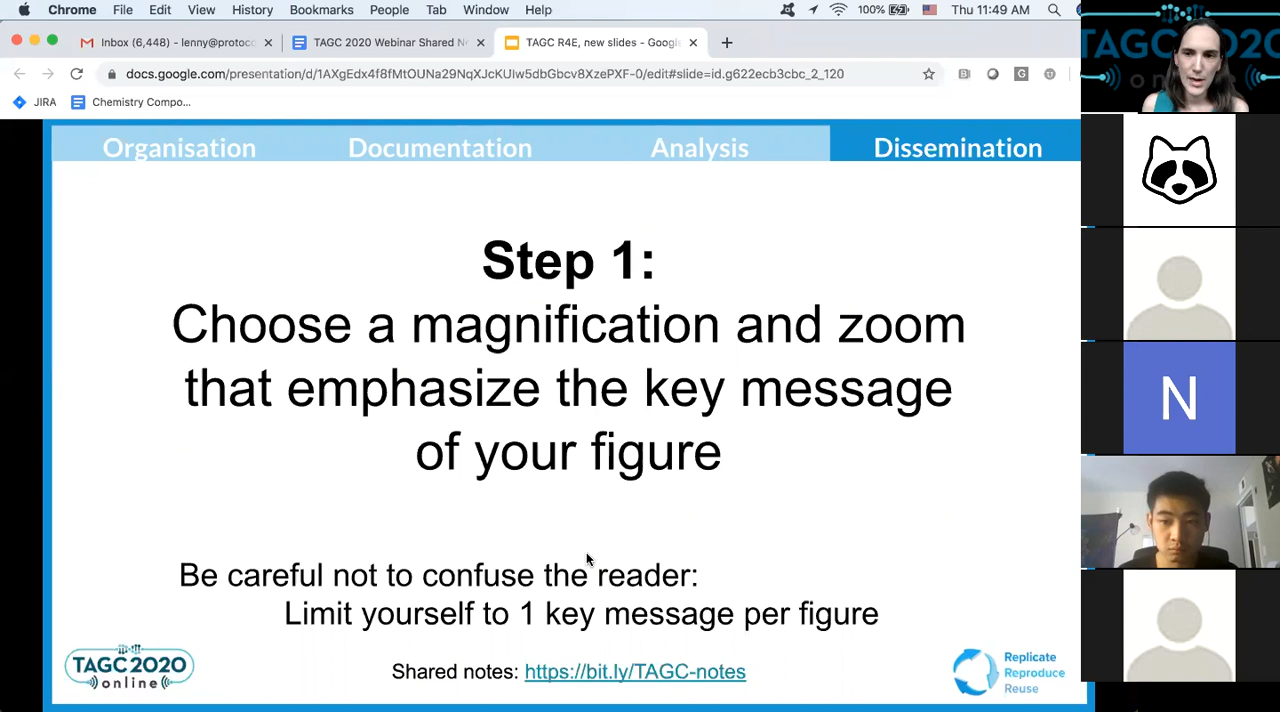 Chrome File Edit View History Bookmarks People Tab Window Help 100% Thu 11:49 AM
Inbox (6,448) - lenny@protoco TAGC 2020 Webinar Shared No TAGC R4E, new slides - Google
docs.google.com/presentation/d/1AXgEdx4f8fMtOUNa29NqXJcKUIw5dbGbcv8XzePXF-0/edit#slide=id.g622ecb3cbc_2_120
JIRA Chemistry Compo...
Organisation Documentation Analysis Dissemination
Step 1:
Choose a magnification and zoom
that emphasize the key message
of your figure
Be careful not to confuse the reader:
Limit yourself to 1 key message per figure
Shared notes: https://bit.ly/TAGC-notes
TAGC2020
online
Replicate
Reproduce
Reuse
N